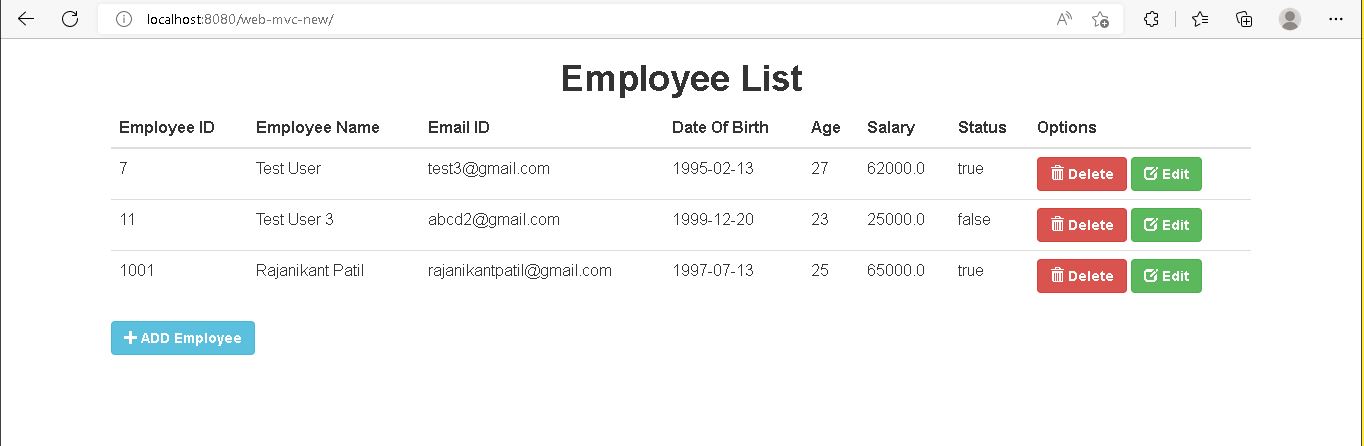 localhost:8080/web-mvc-new/
Employee List
Employee ID Employee Name Email ID Date Of Birth Age Salary Status Options
7 Test User test3@gmail.com 1995-02-13 27 62000.0 true Delete Edit
11 Test User 3 abcd2@gmail.com 1999-12-20 23 25000.0 false Delete Edit
1001 Rajanikant Patil rajanikantpatil@gmail.com 1997-07-13 25 65000.0 true Delete Edit
ADD Employee